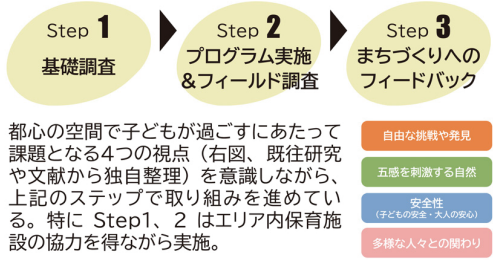 Step 1
基礎調査
Step 2
プログラム実施
&フィールド調査
Step 3
まちづくりへの
フィードバック
都心の空間で子どもが過ごすにあたって
課題となる4つの視点（右図、既往研究
や文献から独自整理）を意識しながら、
上記のステップで取り組みを進めてい
る。特に Step1、2 はエリア内保育施
設の協力を得ながら実施。
自由な挑戦や発見
五感を刺激する自然
安全性
（子どもの安全・大人の安心）
多様な人々との関わり